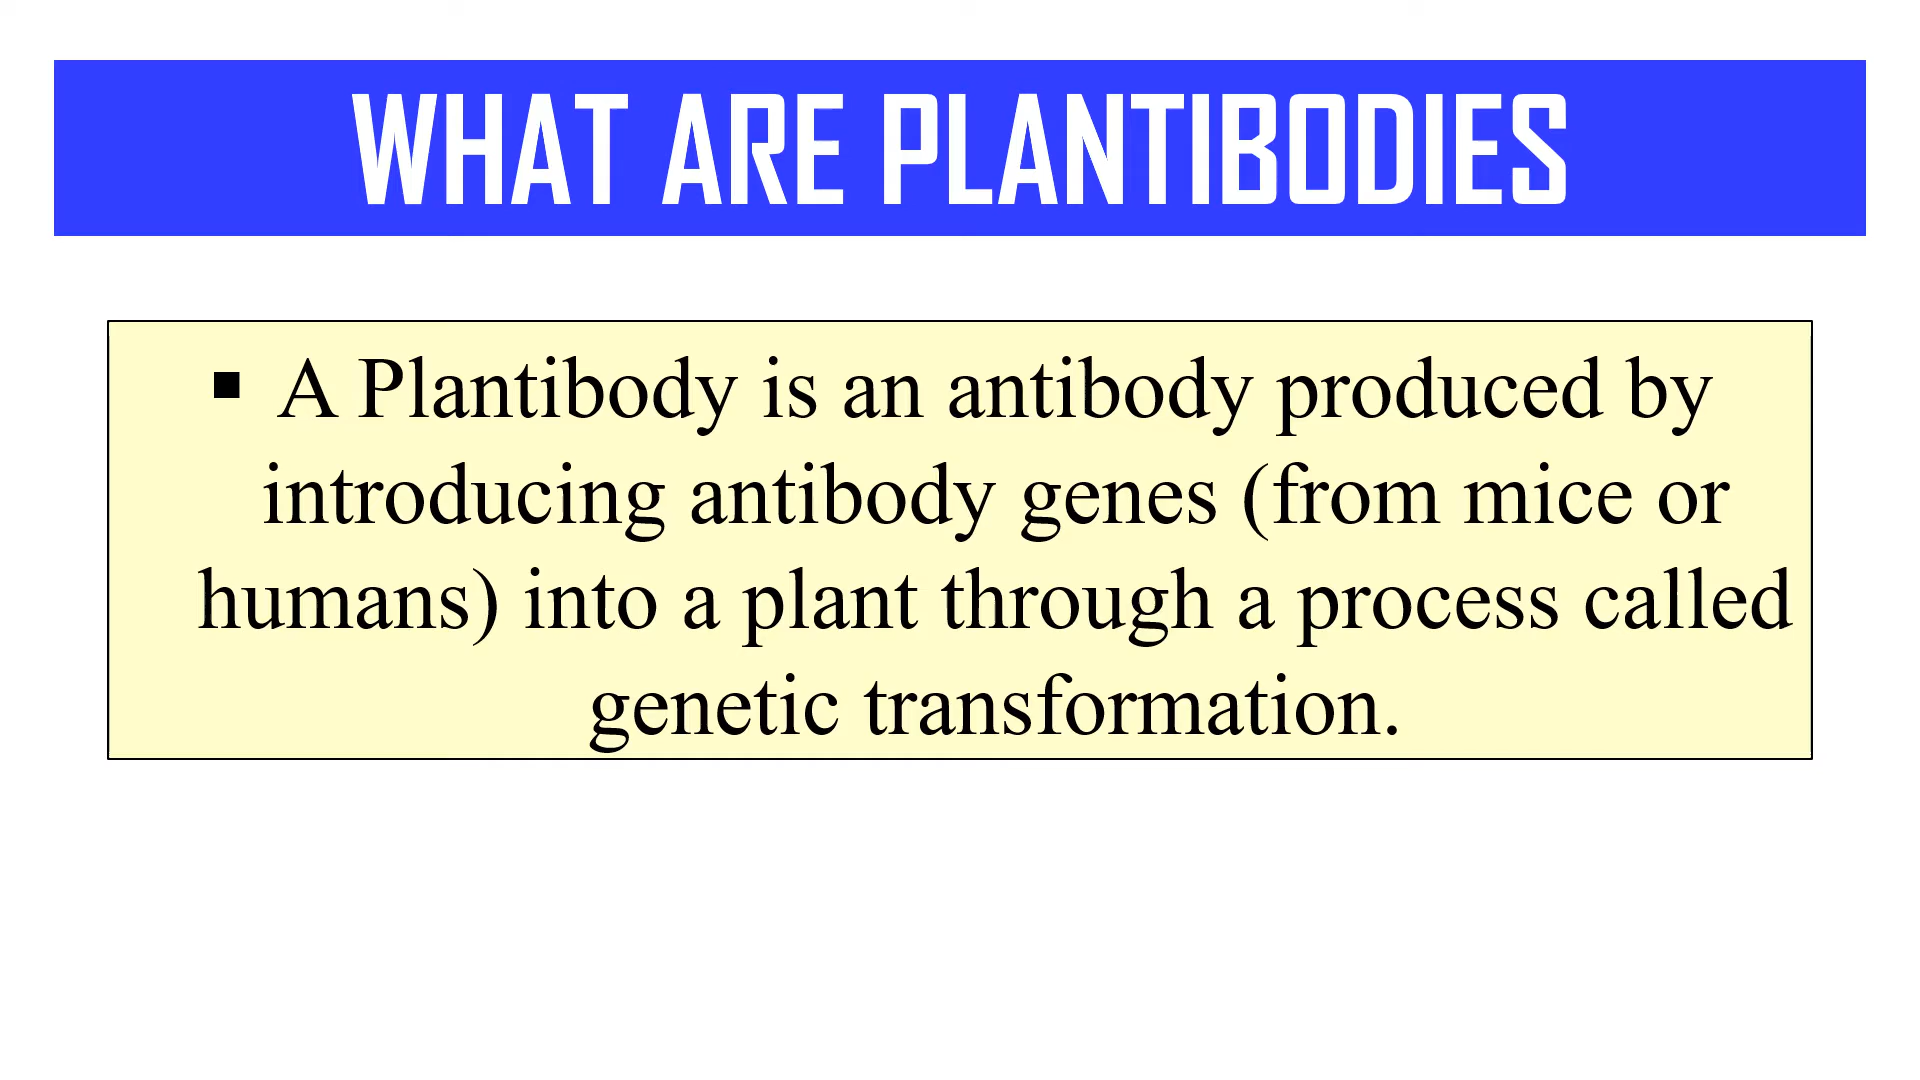 WHAT ARE PLANTIBODIES
▪ A Plantibody is an antibody produced by
introducing antibody genes (from mice or
humans) into a plant through a process called
genetic transformation.